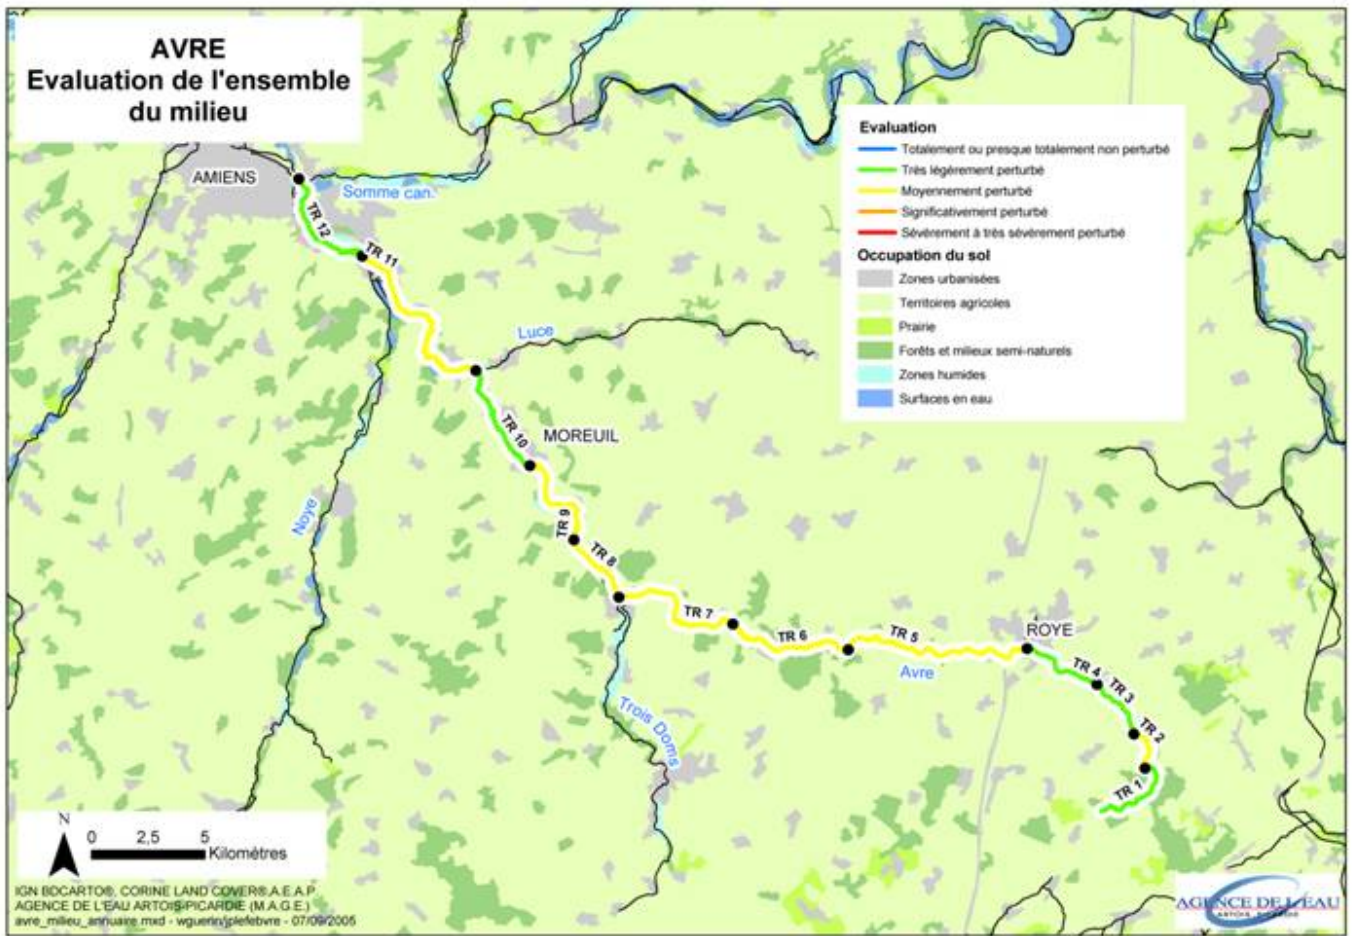 AVRE
Evaluation de l'ensemble
du milieu
AMIENS
Somme can.
TR 12
TR 11
Luce
TR 10
MOREUIL
Noye
TR 9
TR 8
TR 7
TR 6
TR 5
Avre
ROYE
TR 4
TR 3
TR 2
TR 1
Trois Doms
Evaluation
Totalement ou presque totalement non perturbé
Très légèrement perturbé
Moyennement perturbé
Significativement perturbé
Sévèrement à très sévèrement perturbé
Occupation du sol
Zones urbanisées
Territoires agricoles
Prairie
Forêts et milieux semi-naturels
Zones humides
Surfaces en eau
N
0 2,5 5
Kilomètres
IGN BDCARTO®, CORINE LAND COVER®,A.E.A.P.
AGENCE DE L'EAU ARTOIS-PICARDIE (M.A.G.E.)
avre_milieu_annuaire.mxd - wguerin/jplefebvre - 07/09/2005
AGENCE DE L'EAU
ARTOIS PICARDIE